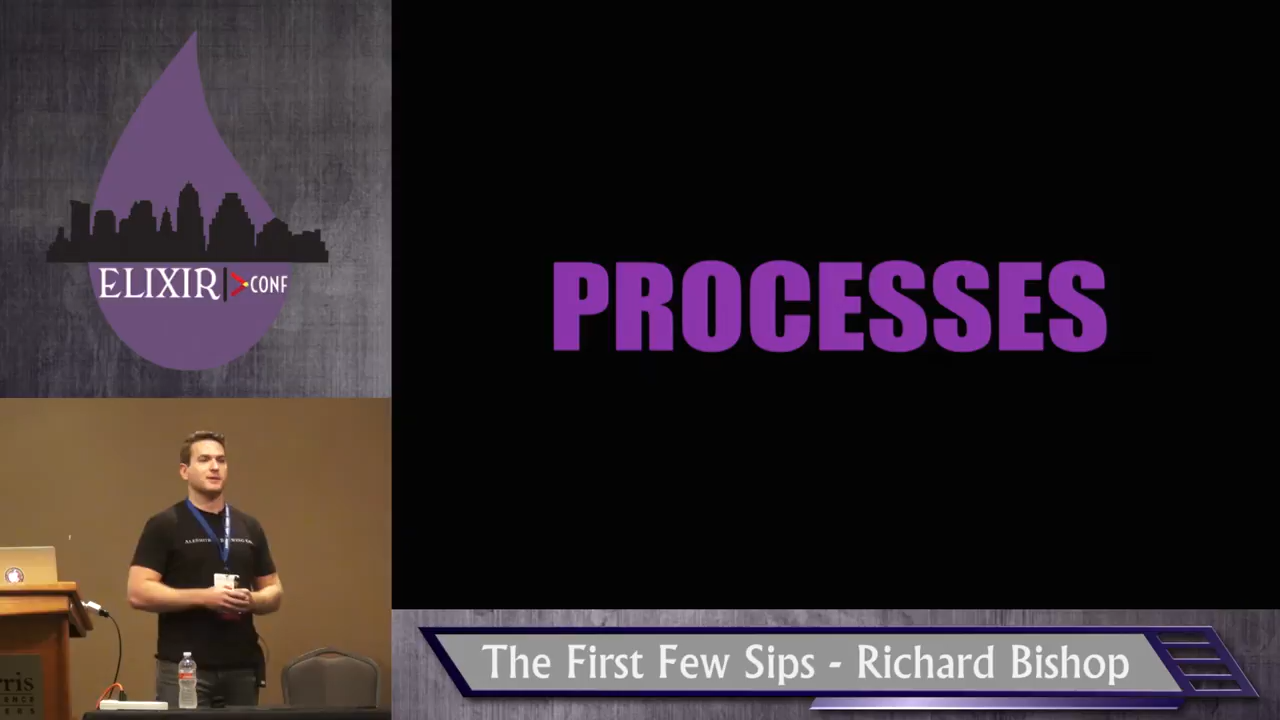 ELIXIR
CONF
PROCESSES
The First Few Sips - Richard Bishop